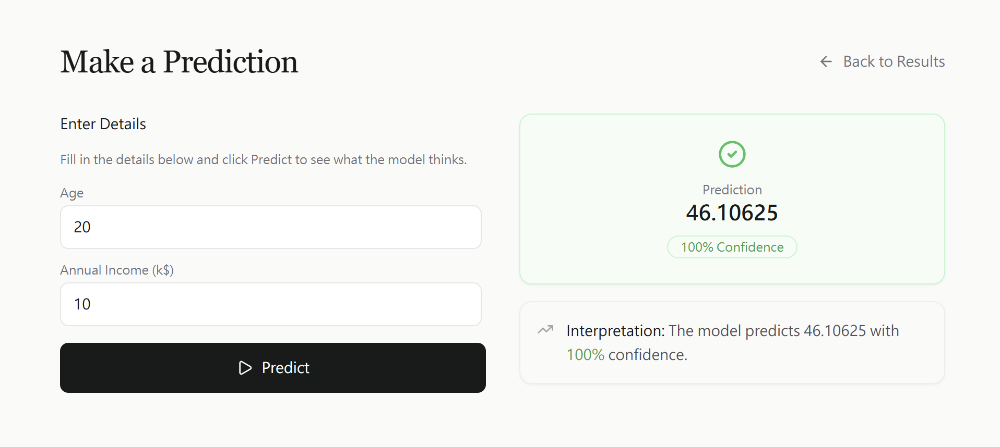 Make a Prediction
Back to Results
Enter Details
Fill in the details below and click Predict to see what the model thinks.
Age
20
Annual Income (k$)
10
Predict
Prediction
46.10625
100% Confidence
Interpretation: The model predicts 46.10625 with
100% confidence.